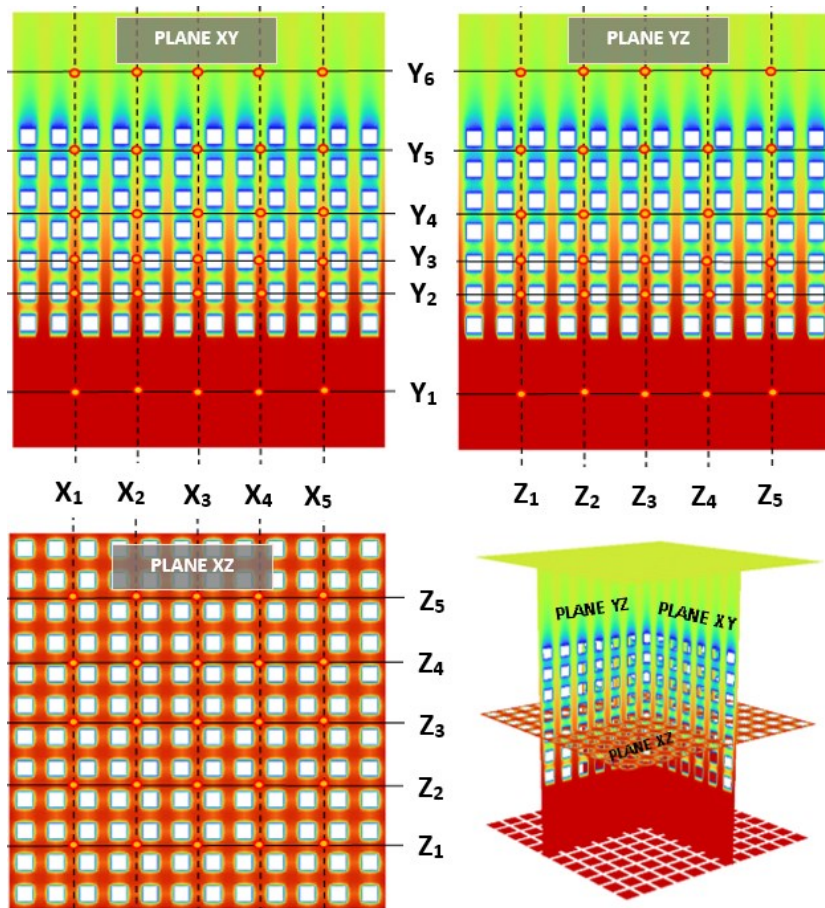 PLANE XY
PLANE YZ
Y6
Y5
Y4
Y3
Y2
Y1
X1 X2 X3 X4 X5
Z1 Z2 Z3 Z4 Z5
PLANE XZ
Z5
Z4
Z3
Z2
Z1
PLANE YZ
PLANE XY
PLANE XZ